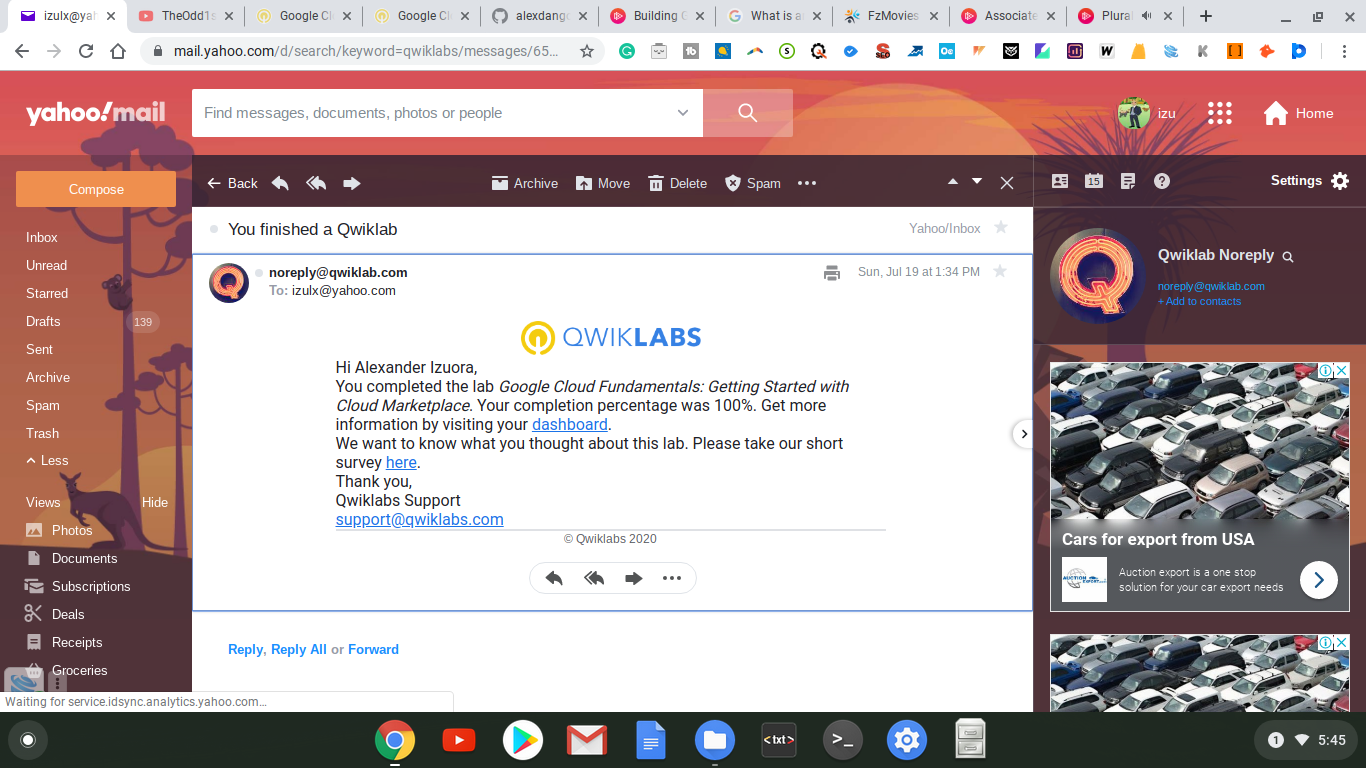 izulx@yah
TheOdd1s
Google Cl
Google Cl
alexdango
Building G
What is a
FzMovies
Associate
Plural
mail.yahoo.com/d/search/keyword=qwiklabs/messages/65…
yahoo!mail
Find messages, documents, photos or people
izu
Home
Compose
Back
Archive
Move
Delete
Spam
15
Settings
Inbox
Unread
Starred
Drafts 139
Sent
Archive
Spam
Trash
Less
Views Hide
Photos
Documents
Subscriptions
Deals
Receipts
Groceries
You finished a Qwiklab
Yahoo/Inbox
noreply@qwiklab.com
Sun, Jul 19 at 1:34 PM
To: izulx@yahoo.com
QWIKLABS
Hi Alexander Izuora,
You completed the lab Google Cloud Fundamentals: Getting Started with
Cloud Marketplace. Your completion percentage was 100%. Get more
information by visiting your dashboard.
We want to know what you thought about this lab. Please take our short
survey here.
Thank you,
Qwiklabs Support
support@qwiklabs.com
© Qwiklabs 2020
Reply, Reply All or Forward
Qwiklab Noreply
noreply@qwiklab.com
+ Add to contacts
Cars for export from USA
Auction export is a one stop
solution for your car export needs
Waiting for service.idsync.analytics.yahoo.com…
<txt>
>_
1
5:45